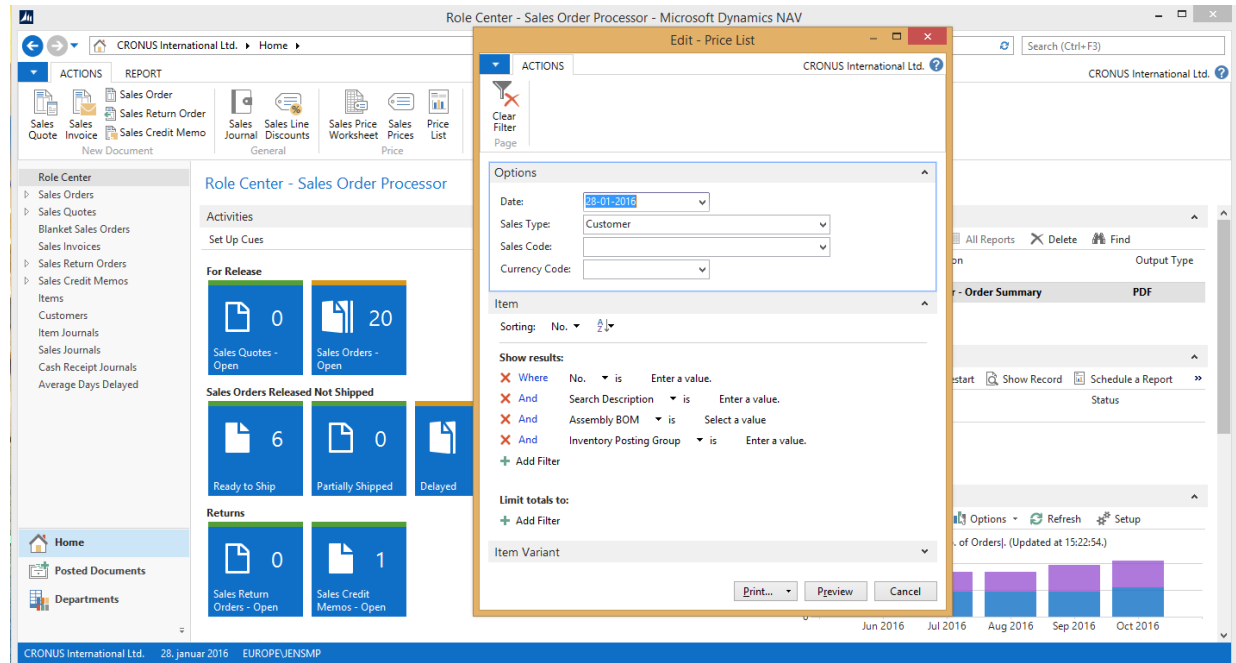 Role Center - Sales Order Processor - Microsoft Dynamics NAV
CRONUS International Ltd. Home
Search (Ctrl+F3)
ACTIONS REPORT
CRONUS International Ltd.
Sales Quote
Sales Invoice
Sales Order
Sales Return Order
Sales Credit Memo
New Document
Sales Journal
Sales Line Discounts
General
Sales Price Worksheet
Sales Prices
Price List
Price
Role Center
Sales Orders
Sales Quotes
Blanket Sales Orders
Sales Invoices
Sales Return Orders
Sales Credit Memos
Items
Customers
Item Journals
Sales Journals
Cash Receipt Journals
Average Days Delayed
Home
Posted Documents
Departments
Role Center - Sales Order Processor
Activities
Set Up Cues
For Release
0
Sales Quotes - Open
20
Sales Orders - Open
Sales Orders Released Not Shipped
6
Ready to Ship
0
Partially Shipped
Delayed
Returns
0
Sales Return Orders - Open
1
Sales Credit Memos - Open
Edit - Price List
ACTIONS
CRONUS International Ltd.
Clear Filter
Page
Options
Date: 28-01-2016
Sales Type: Customer
Sales Code:
Currency Code:
Item
Sorting: No.
Show results:
Where No. is Enter a value.
And Search Description is Enter a value.
And Assembly BOM is Select a value
And Inventory Posting Group is Enter a value.
Add Filter
Limit totals to:
Add Filter
Item Variant
Print... Preview Cancel
All Reports Delete Find
Output Type
- Order Summary PDF
Show Record Schedule a Report »
Status
Options Refresh Setup
of Orders|. (Updated at 15:22:54.)
Jun 2016 Jul 2016 Aug 2016 Sep 2016 Oct 2016
CRONUS International Ltd. 28. januar 2016 EUROPE\JENSMP